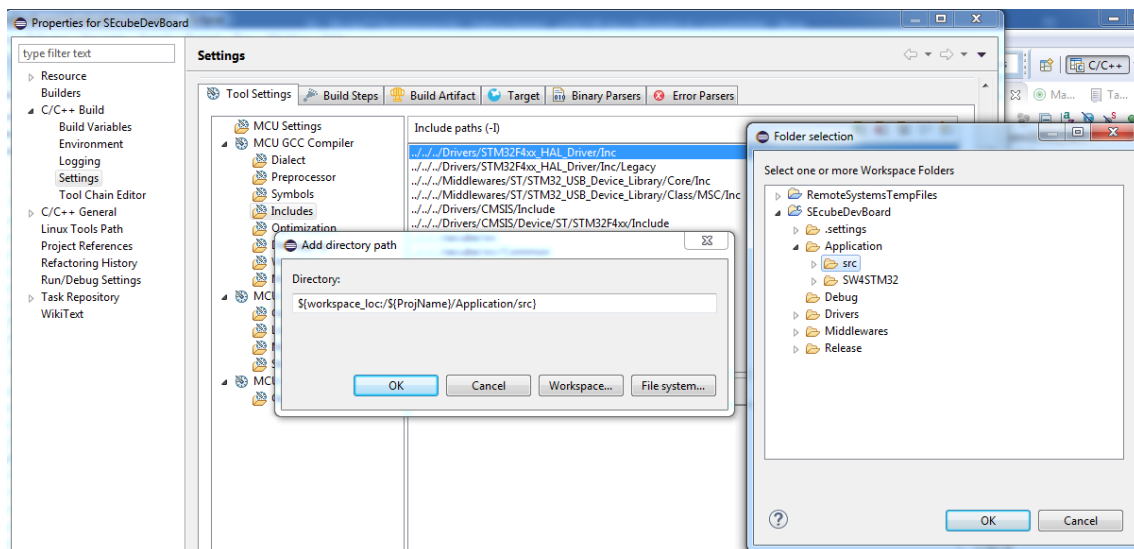 Properties for SEcubeDevBoard
type filter text
Resource
Builders
C/C++ Build
Build Variables
Environment
Logging
Settings
Tool Chain Editor
C/C++ General
Linux Tools Path
Project References
Refactoring History
Run/Debug Settings
Task Repository
WikiText
Settings
Tool Settings
Build Steps
Build Artifact
Target
Binary Parsers
Error Parsers
MCU Settings
MCU GCC Compiler
Dialect
Preprocessor
Symbols
Includes
Optimization
MCU
MCU
Include paths (-I)
../../../Drivers/STM32F4xx_HAL_Driver/Inc
../../../Drivers/STM32F4xx_HAL_Driver/Inc/Legacy
../../../Middlewares/ST/STM32_USB_Device_Library/Core/Inc
../../../Middlewares/ST/STM32_USB_Device_Library/Class/MSC/Inc
../../../Drivers/CMSIS/Include
../../../Drivers/CMSIS/Device/ST/STM32F4xx/Include
Add directory path
Directory:
${workspace_loc:/${ProjName}/Application/src}
OK Cancel Workspace... File system...
C/C++
Ma... Ta...
Folder selection
Select one or more Workspace Folders
RemoteSystemsTempFiles
SEcubeDevBoard
.settings
Application
src
SW4STM32
Debug
Drivers
Middlewares
Release
OK Cancel